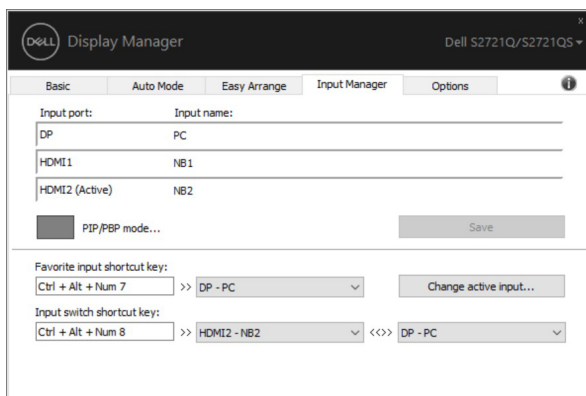 x
DELL Display Manager Dell S2721Q/S2721QS
Basic Auto Mode Easy Arrange Input Manager Options i
Input port: Input name:
DP PC
HDMI1 NB1
HDMI2 (Active) NB2
PIP/PBP mode... Save
Favorite input shortcut key:
Ctrl + Alt + Num 7 >> DP - PC Change active input...
Input switch shortcut key:
Ctrl + Alt + Num 8 >> HDMI2 - NB2 <<>> DP - PC